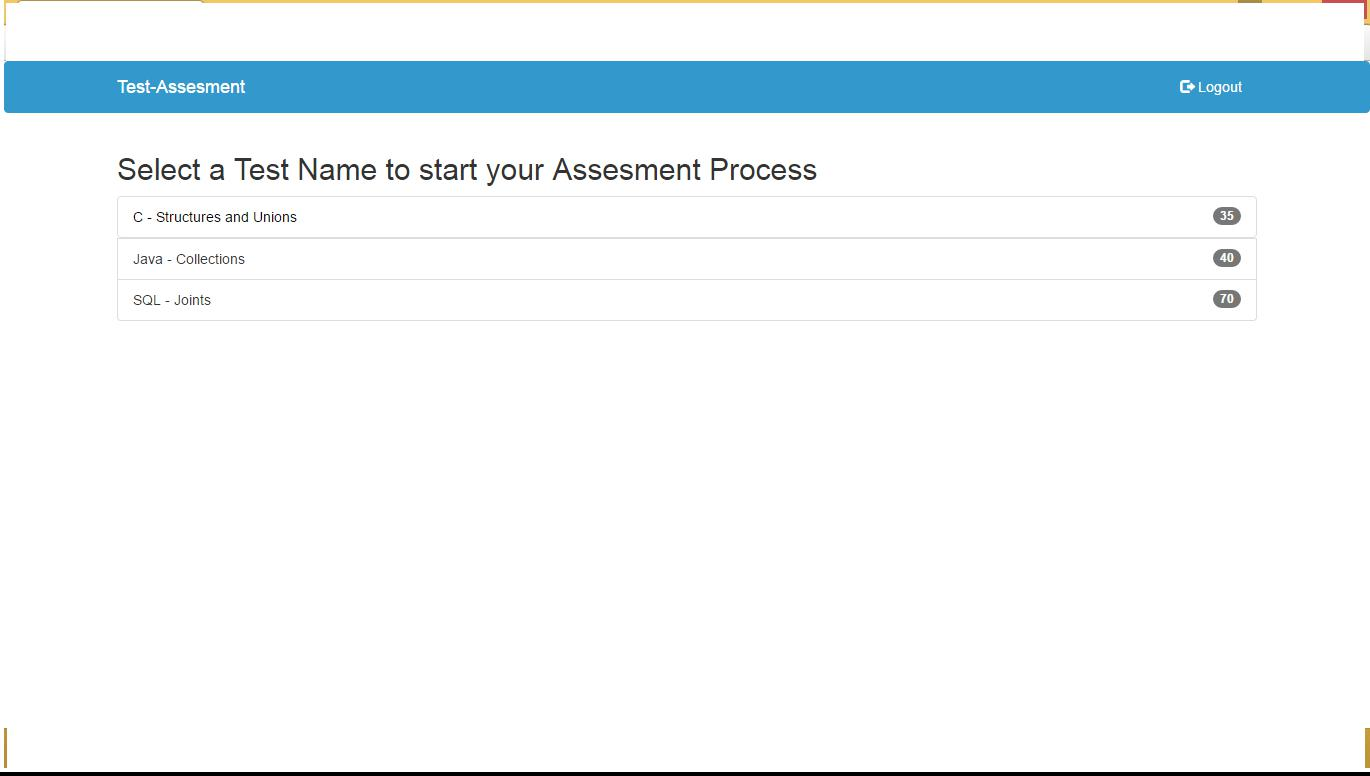 Test-Assesment
Logout
Select a Test Name to start your Assesment Process
C - Structures and Unions 35
Java - Collections 40
SQL - Joints 70